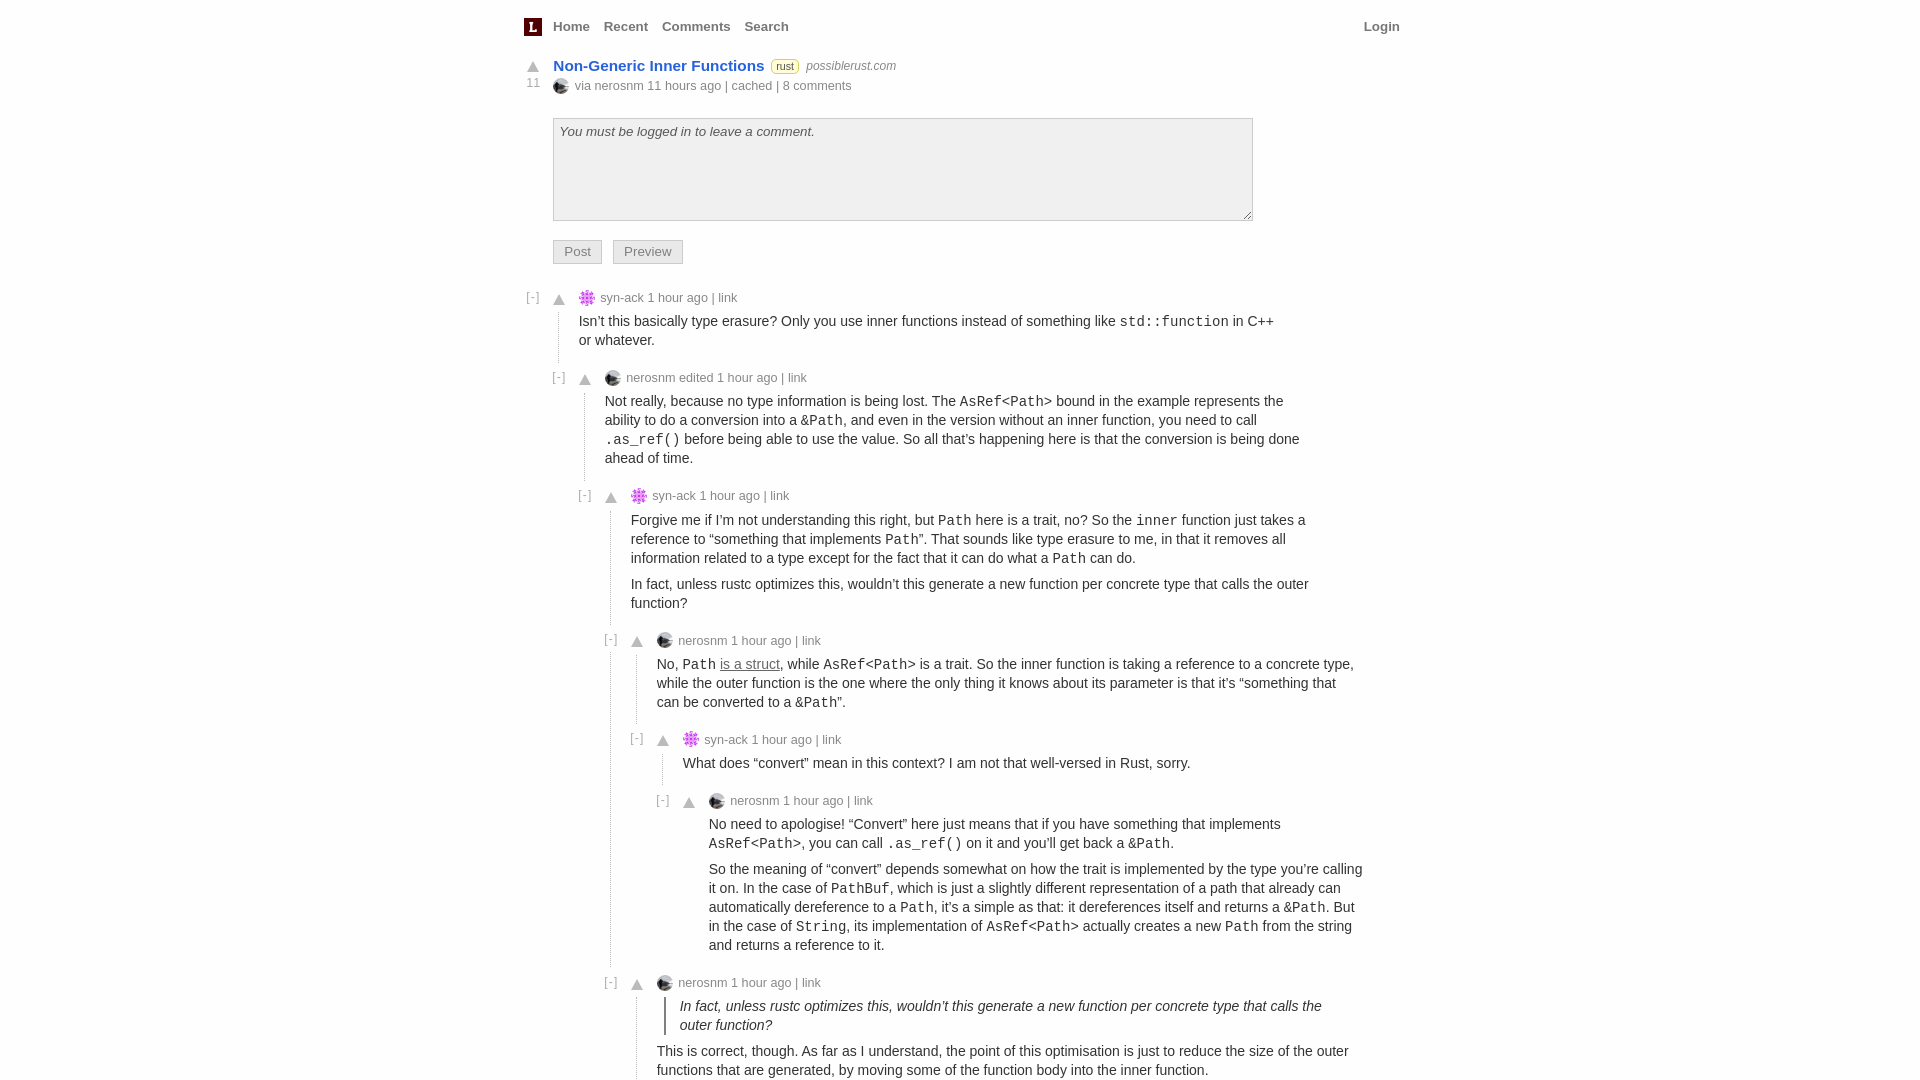 L Home Recent Comments Search Login
Non-Generic Inner Functions rust possiblerust.com
11
via nerosnm 11 hours ago | cached | 8 comments
You must be logged in to leave a comment.
Post Preview
[-] syn-ack 1 hour ago | link
Isn’t this basically type erasure? Only you use inner functions instead of something like std::function in C++
or whatever.
[-] nerosnm edited 1 hour ago | link
Not really, because no type information is being lost. The AsRef<Path> bound in the example represents the
ability to do a conversion into a &Path, and even in the version without an inner function, you need to call
.as_ref() before being able to use the value. So all that’s happening here is that the conversion is being done
ahead of time.
[-] syn-ack 1 hour ago | link
Forgive me if I’m not understanding this right, but Path here is a trait, no? So the inner function just takes a
reference to “something that implements Path”. That sounds like type erasure to me, in that it removes all
information related to a type except for the fact that it can do what a Path can do.
In fact, unless rustc optimizes this, wouldn’t this generate a new function per concrete type that calls the outer
function?
[-] nerosnm 1 hour ago | link
No, Path is a struct, while AsRef<Path> is a trait. So the inner function is taking a reference to a concrete type,
while the outer function is the one where the only thing it knows about its parameter is that it’s “something that
can be converted to a &Path”.
[-] syn-ack 1 hour ago | link
What does “convert” mean in this context? I am not that well-versed in Rust, sorry.
[-] nerosnm 1 hour ago | link
No need to apologise! “Convert” here just means that if you have something that implements
AsRef<Path>, you can call .as_ref() on it and you’ll get back a &Path.
So the meaning of “convert” depends somewhat on how the trait is implemented by the type you’re calling
it on. In the case of PathBuf, which is just a slightly different representation of a path that already can
automatically dereference to a Path, it’s a simple as that: it dereferences itself and returns a &Path. But
in the case of String, its implementation of AsRef<Path> actually creates a new Path from the string
and returns a reference to it.
[-] nerosnm 1 hour ago | link
In fact, unless rustc optimizes this, wouldn’t this generate a new function per concrete type that calls the
outer function?
This is correct, though. As far as I understand, the point of this optimisation is just to reduce the size of the outer
functions that are generated, by moving some of the function body into the inner function.